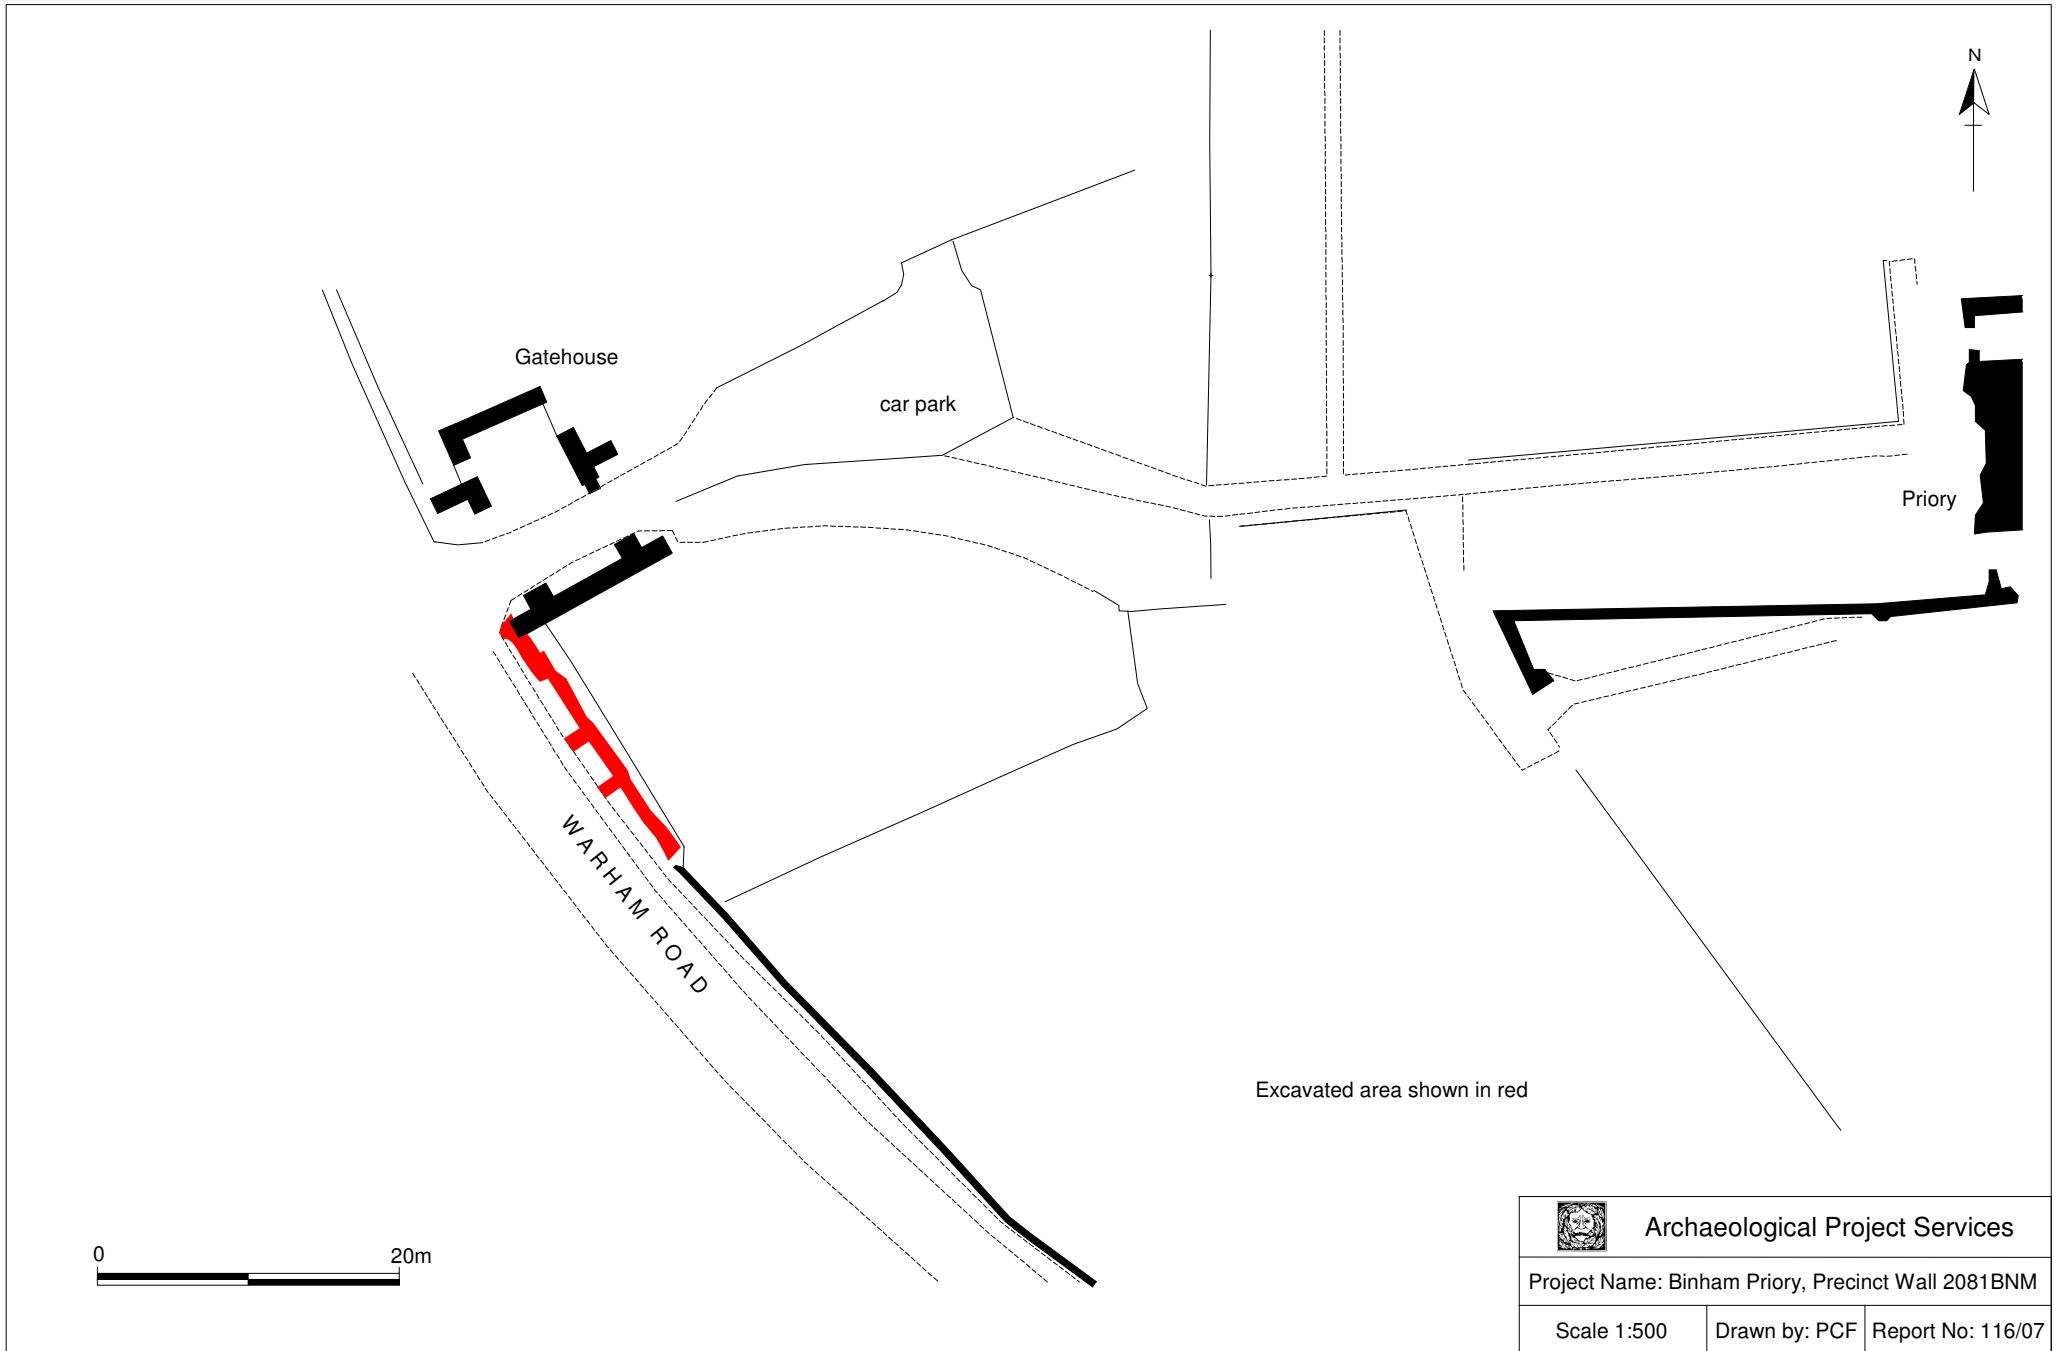 N
Gatehouse
car park
Priory
WARHAM ROAD
Excavated area shown in red
0 20m
Archaeological Project Services
Project Name: Binham Priory, Precinct Wall 2081BNM
Scale 1:500 Drawn by: PCF Report No: 116/07